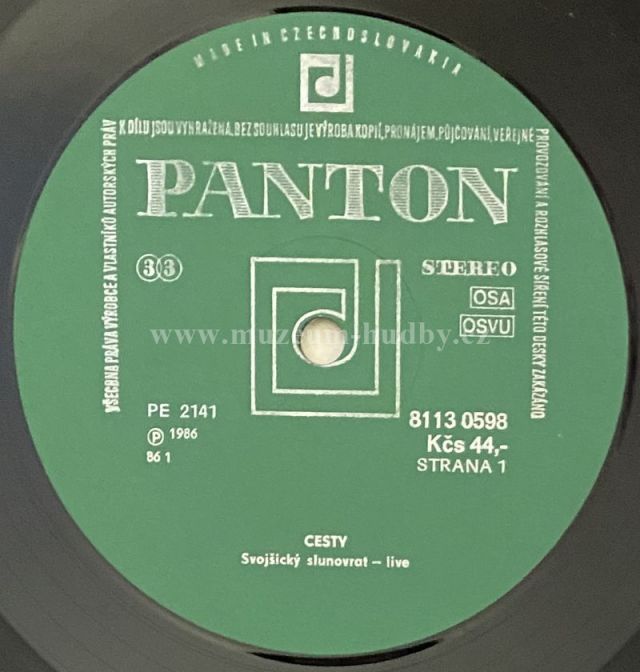 MADE IN CZECHOSLOVAKIA
VŠECHNA PRÁVA VÝROBCE A VLASTNÍKŮ AUTORSKÝCH PRÁV
K DÍLU JSOU VYHRAŽENA. BEZ SOUHLASU JE VÝROBA KOPIÍ, PRONÁJEM, PŮJČOVÁNÍ, VEŘEJNÉ
PROVOZOVÁNÍ A ROZHLASOVÉ ŠÍŘENÍ TÉTO DESKY ZAKÁZÁNO
PANTON
33
STEREO
OSA
OSVU
www.muzeum-hudby.cz
PE 2141
Ⓟ 1986
86 1
8113 0598
Kčs 44,-
STRANA 1
CESTY
Svojšický slunovrat – live